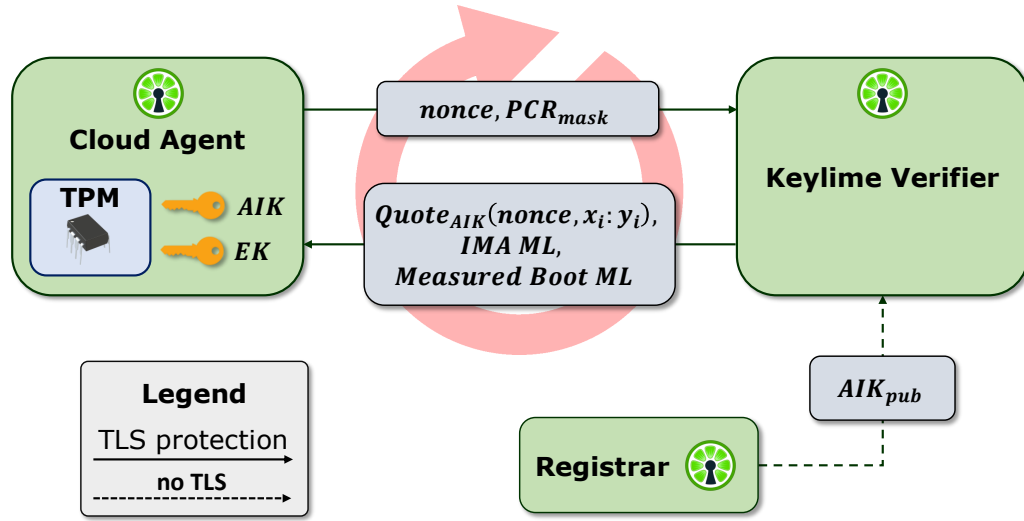 Cloud Agent
TPM
AIK
EK
nonce, PCR_mask
Quote_AIK(nonce, x_i: y_i),
IMA ML,
Measured Boot ML
Keylime Verifier
AIK_pub
Registrar
Legend
TLS protection
no TLS